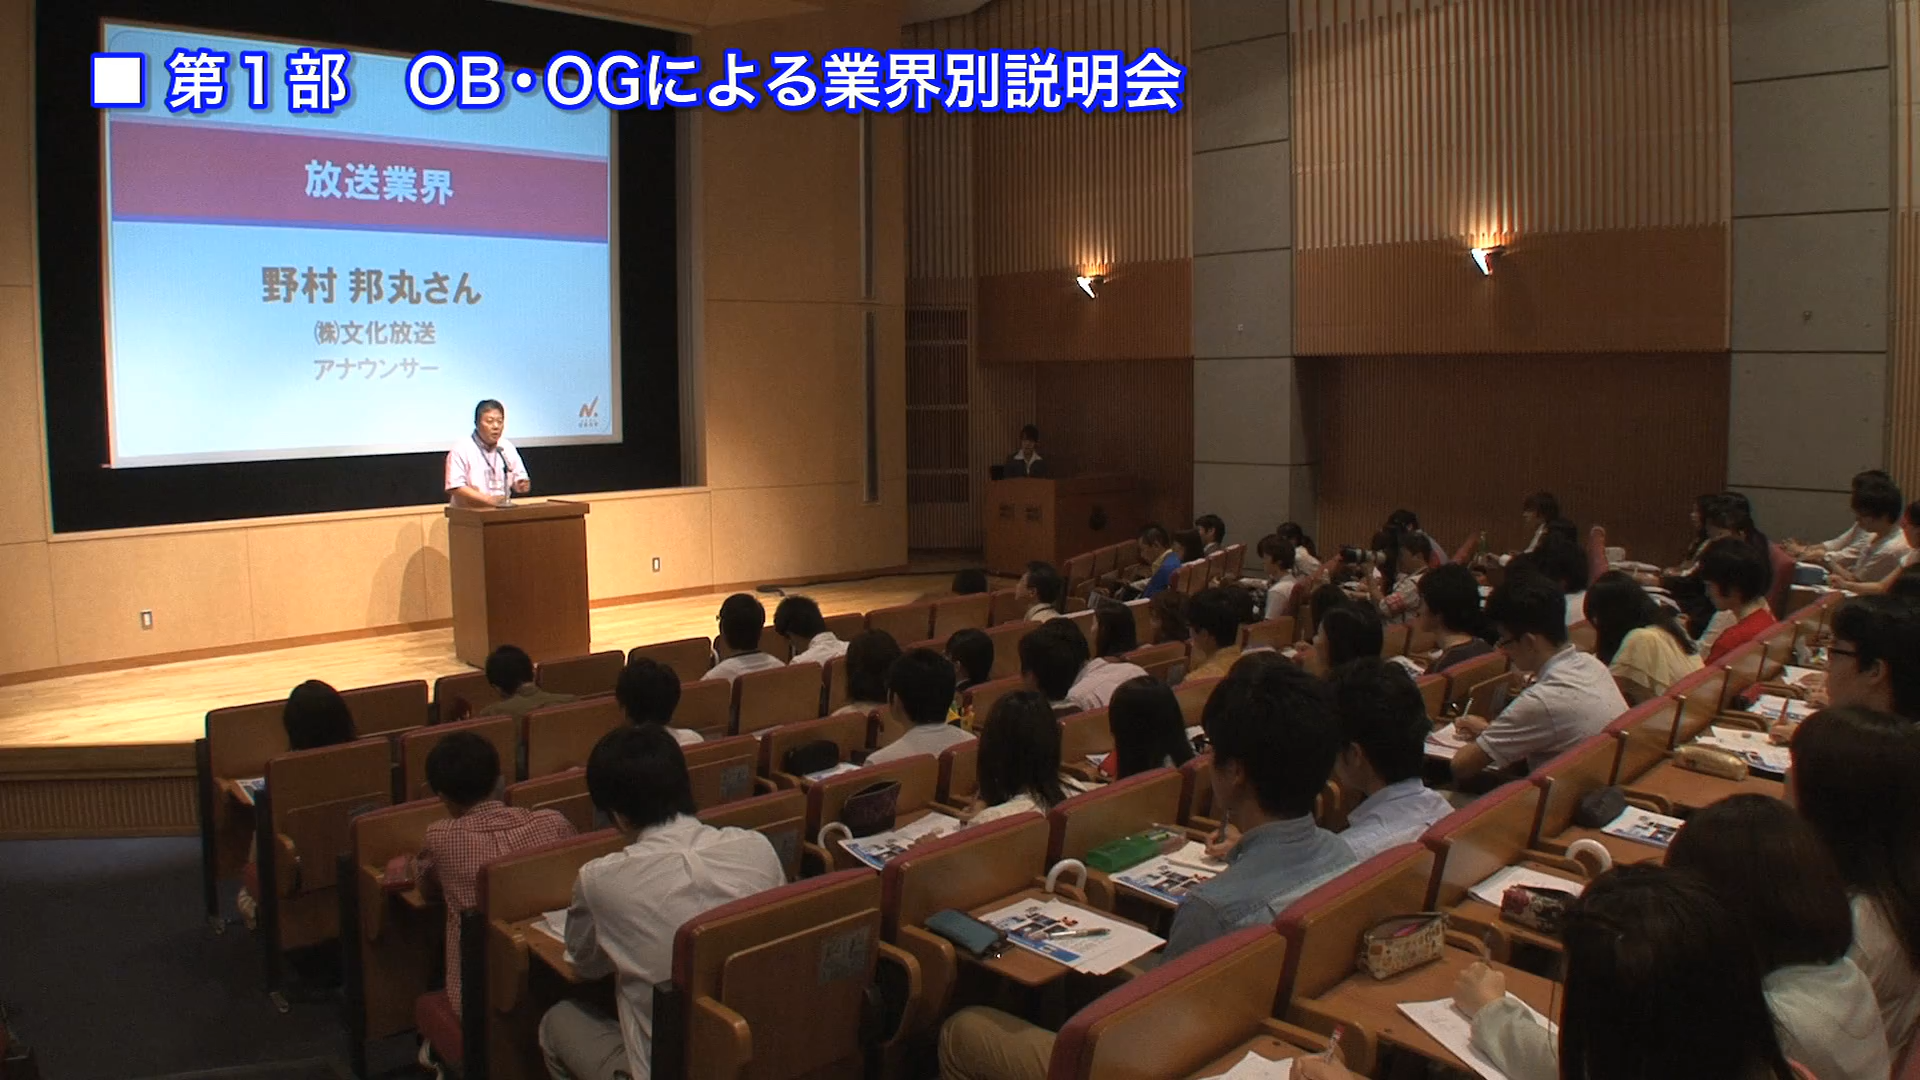 ■ 第１部　OB・OGによる業界別説明会
放送業界
野村 邦丸さん
㈱文化放送
アナウンサー